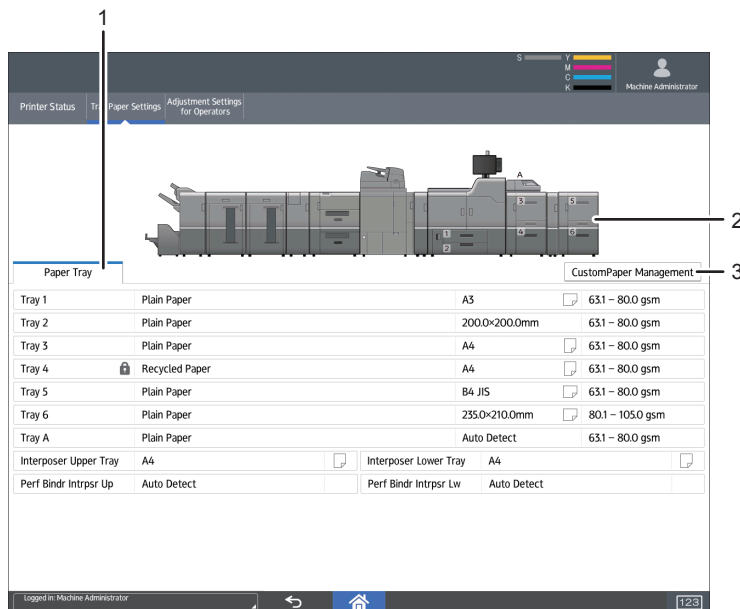 1
S Y
M
C
K
Machine Administrator
Printer Status Tray Paper Settings Adjustment Settings
for Operators
A
3 5
2
1 4 6
2
Paper Tray CustomPaper Management 3
Tray 1 Plain Paper A3 63.1 – 80.0 gsm
Tray 2 Plain Paper 200.0×200.0mm 63.1 – 80.0 gsm
Tray 3 Plain Paper A4 63.1 – 80.0 gsm
Tray 4 Recycled Paper A4 63.1 – 80.0 gsm
Tray 5 Plain Paper B4 JIS 63.1 – 80.0 gsm
Tray 6 Plain Paper 235.0×210.0mm 80.1 – 105.0 gsm
Tray A Plain Paper Auto Detect 63.1 – 80.0 gsm
Interposer Upper Tray A4 Interposer Lower Tray A4
Perf Bindr Intrpsr Up Auto Detect Perf Bindr Intrpsr Lw Auto Detect
Logged in: Machine Administrator 123